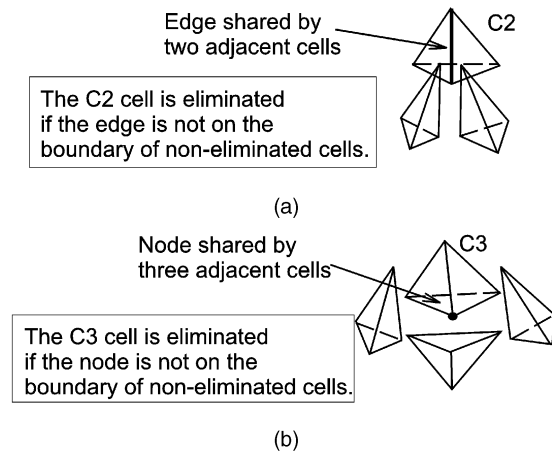 Edge shared by
two adjacent cells
C2
The C2 cell is eliminated
if the edge is not on the
boundary of non-eliminated cells.
(a)
Node shared by
three adjacent cells
C3
The C3 cell is eliminated
if the node is not on the
boundary of non-eliminated cells.
(b)